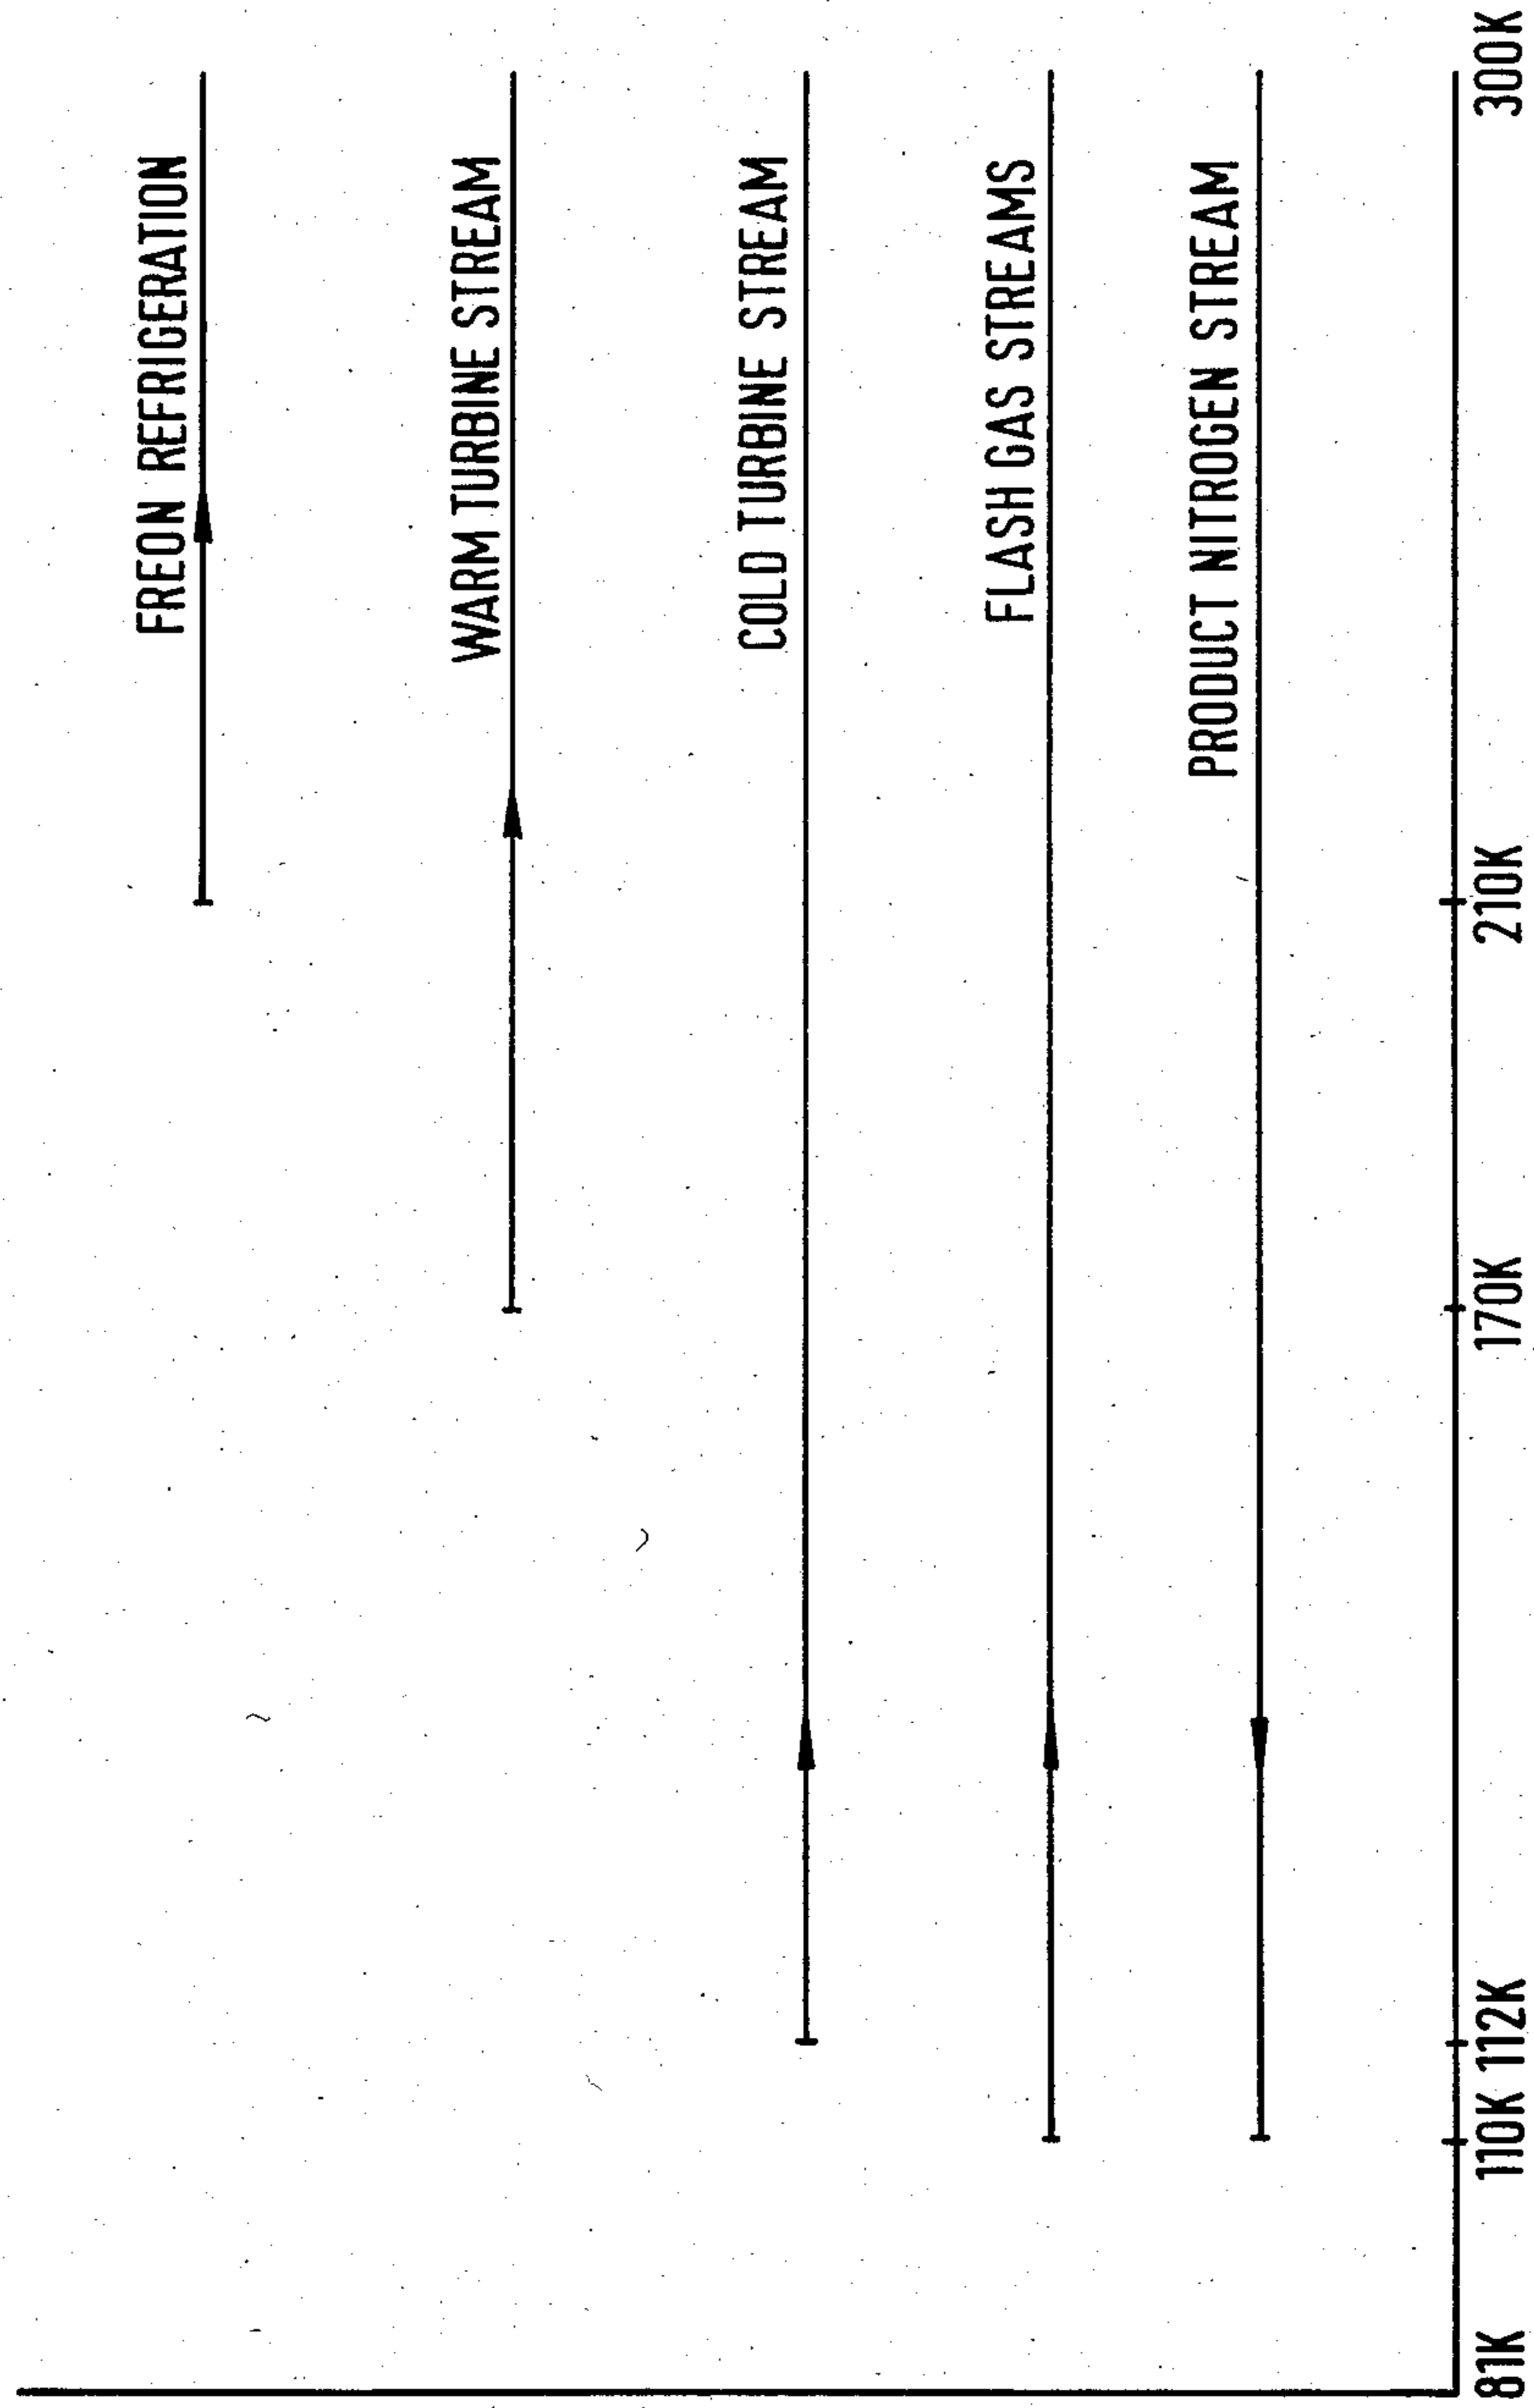 FREON REFRIGERATION
WARM TURBINE STREAM
COLD TURBINE STREAM
FLASH GAS STREAMS
PRODUCT NITROGEN STREAM
81K 110K 112K 170K 210K 300K